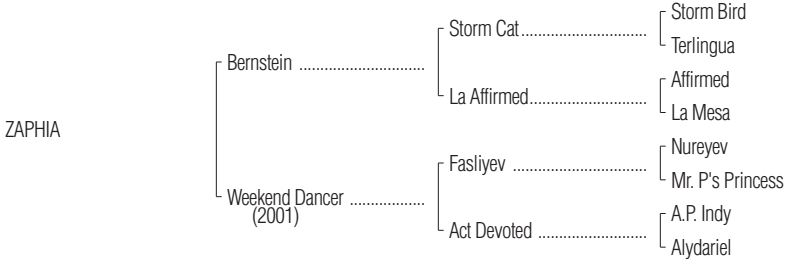 Storm Bird
Storm Cat..............................
Terlingua
Bernstein ..............................
Affirmed
La Affirmed............................
La Mesa
ZAPHIA
Nureyev
Fasliyev ................................
Mr. P's Princess
Weekend Dancer ..................
(2001)
A.P. Indy
Act Devoted ..........................
Alydariel